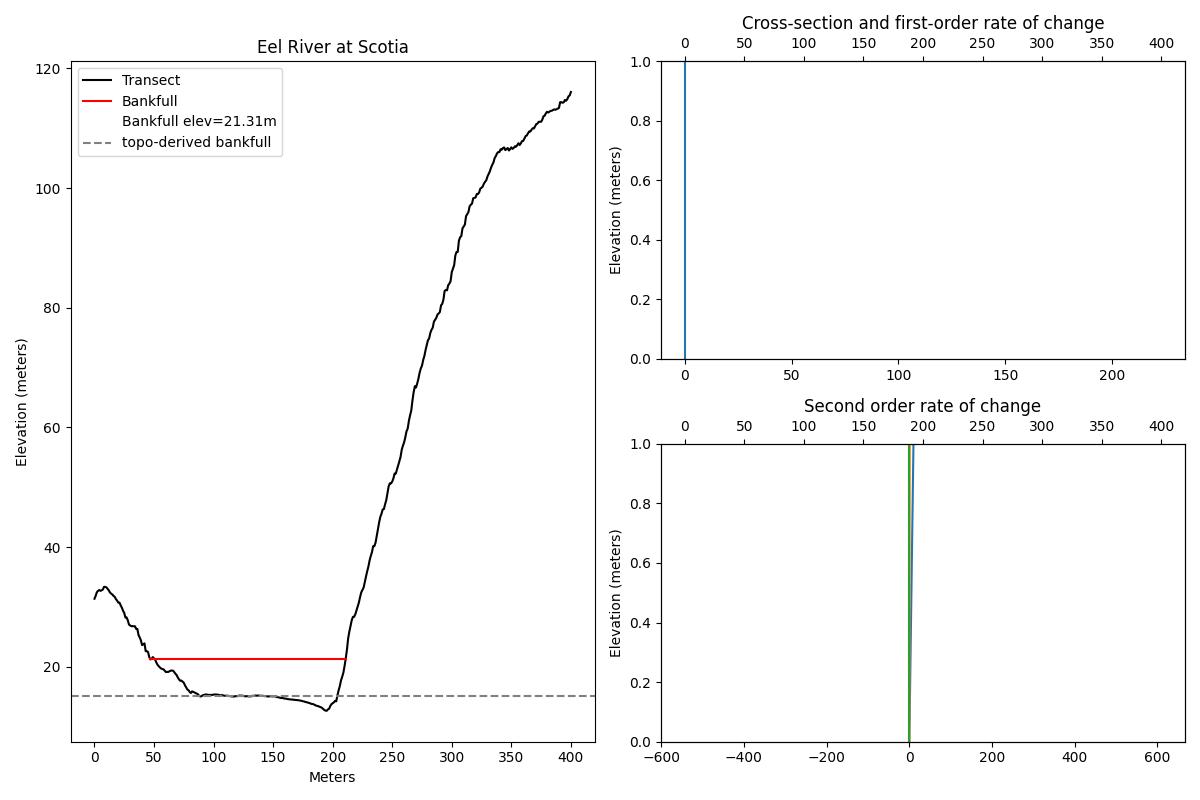 Eel River at Scotia
120
100
80
60
40
20
Elevation (meters)
Transect
Bankfull
Bankfull elev=21.31m
topo-derived bankfull
0 50 100 150 200 250 300 350 400
Meters
Cross-section and first-order rate of change
0 50 100 150 200 250 300 350 400
1.0
0.8
0.6
0.4
0.2
0.0
Elevation (meters)
0 50 100 150 200
Second order rate of change
0 50 100 150 200 250 300 350 400
1.0
0.8
0.6
0.4
0.2
0.0
Elevation (meters)
−600 −400 −200 0 200 400 600